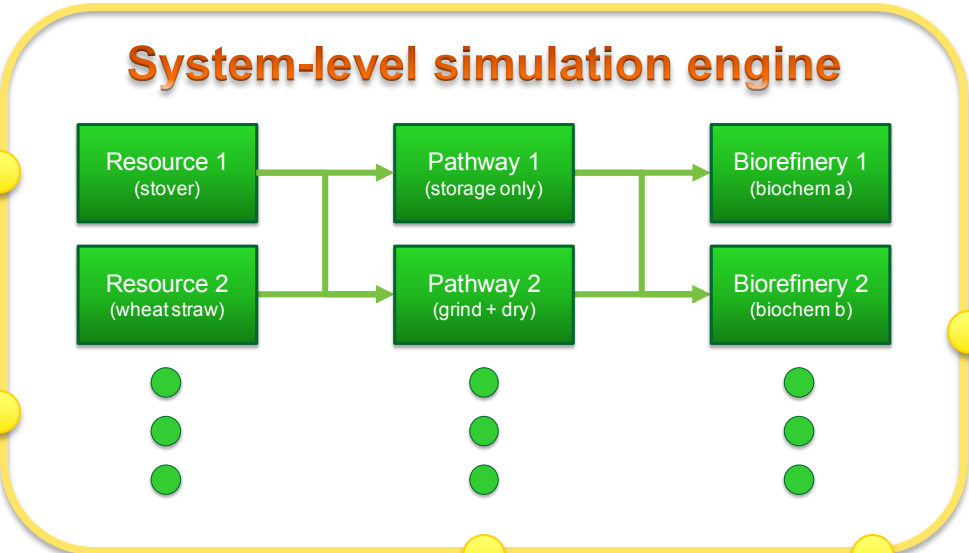 System-level simulation engine
Resource 1
(stover)
Pathway 1
(storage only)
Biorefinery 1
(biochem a)
Resource 2
(wheat straw)
Pathway 2
(grind + dry)
Biorefinery 2
(biochem b)